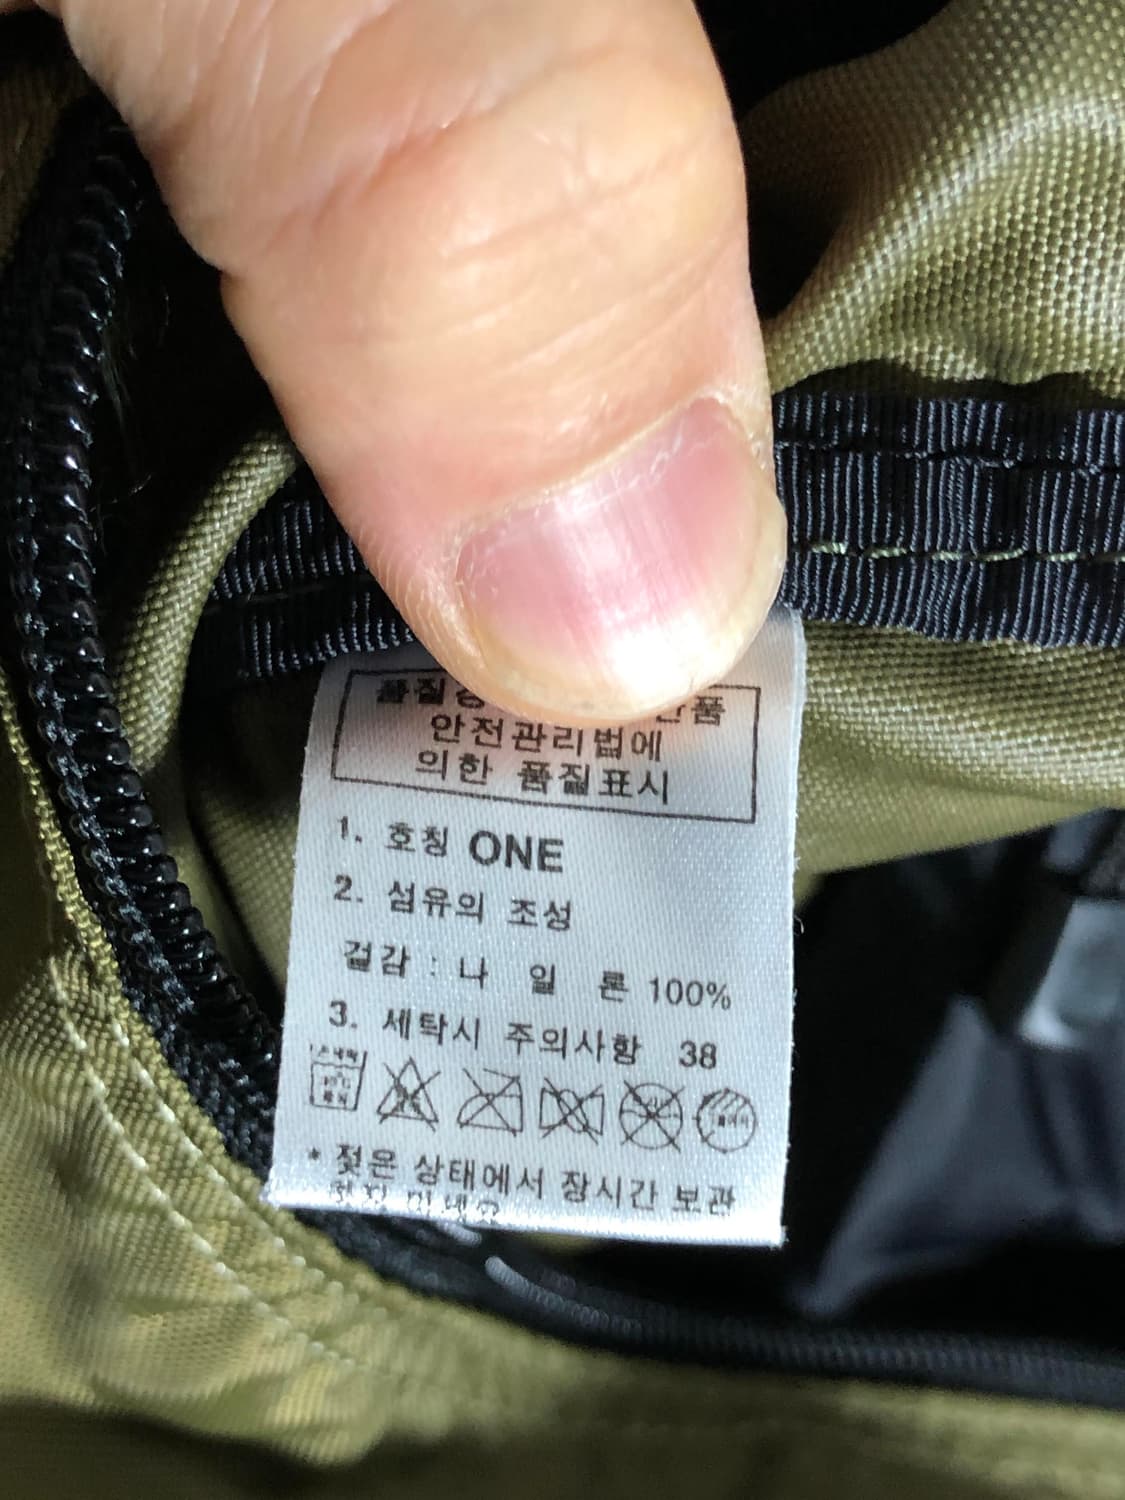 품질
안전관리법에
의한 품질표시
1. 호칭 ONE
2. 섬유의 조성
겉감 : 나 일 론 100%
3. 세탁시 주의사항 38
* 젖은 상태에서 장시간 보관